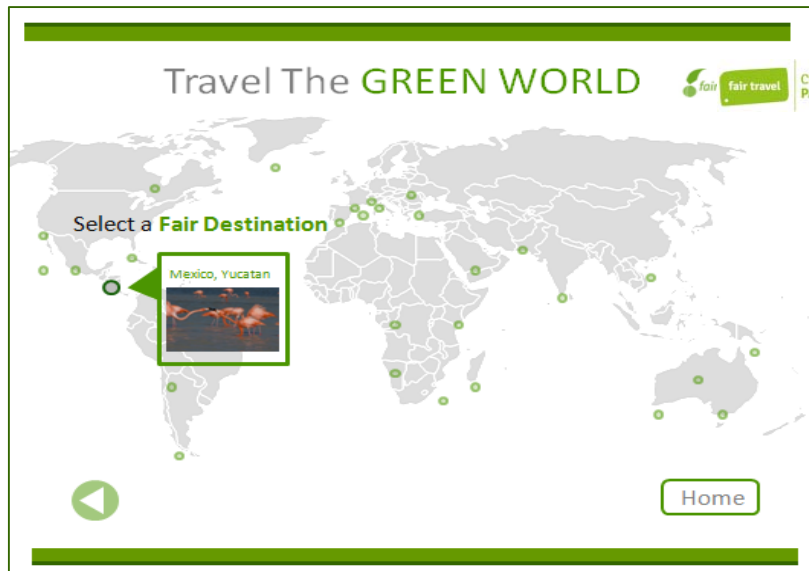 Travel The GREEN WORLD
fair
fair travel
Select a Fair Destination
Mexico, Yucatan
Home